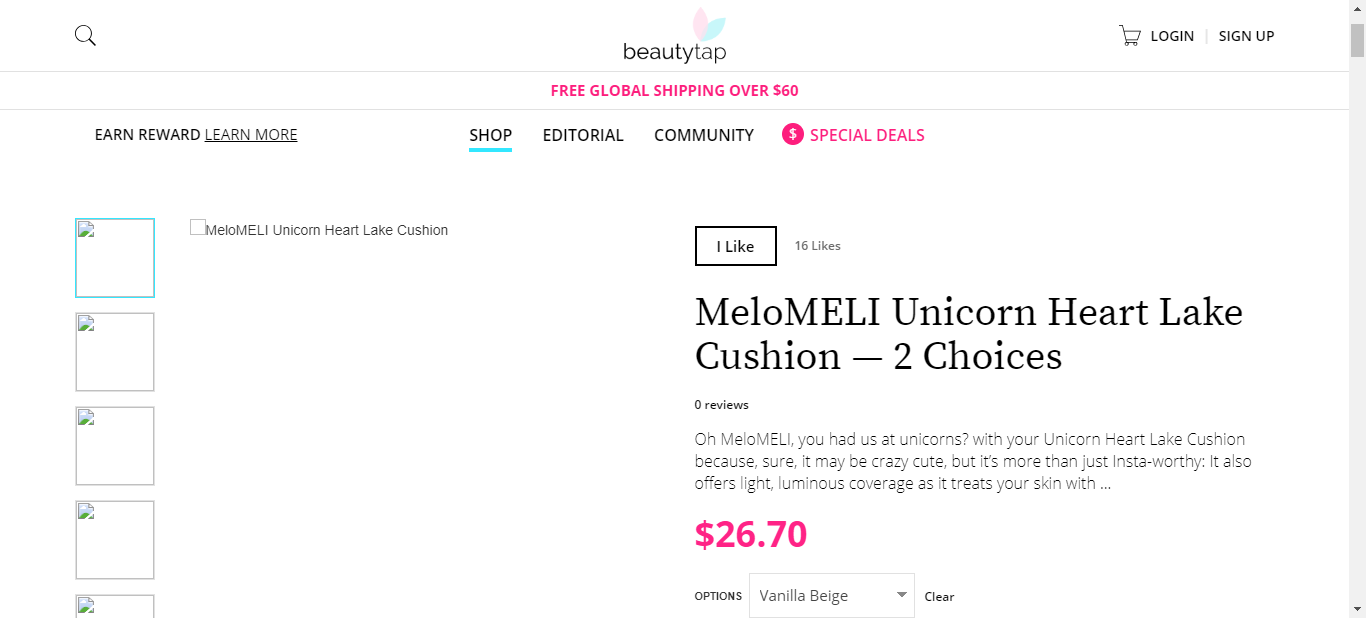 beautytap
LOGIN | SIGN UP
FREE GLOBAL SHIPPING OVER $60
EARN REWARD LEARN MORE
SHOP
EDITORIAL
COMMUNITY
$ SPECIAL DEALS
MeloMELI Unicorn Heart Lake Cushion
I Like
16 Likes
MeloMELI Unicorn Heart Lake
Cushion — 2 Choices
0 reviews
Oh MeloMELI, you had us at unicorns? with your Unicorn Heart Lake Cushion
because, sure, it may be crazy cute, but it’s more than just Insta-worthy: It also
offers light, luminous coverage as it treats your skin with ...
$26.70
OPTIONS
Vanilla Beige
Clear